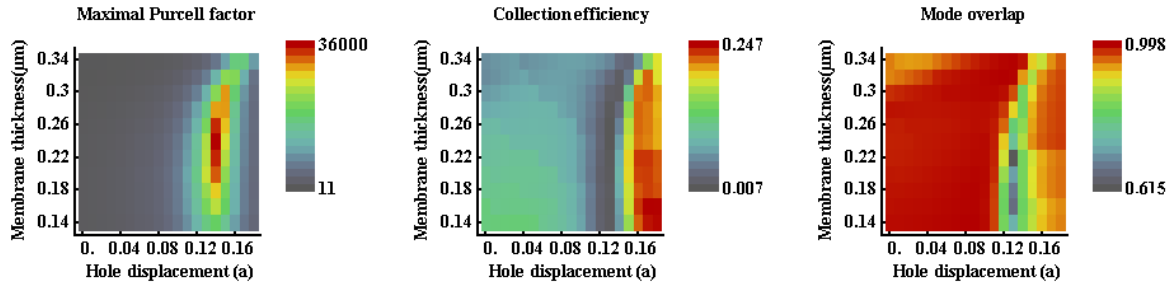 Maximal Purcell factor
Membrane thickness(μm)
0.34
0.3
0.26
0.22
0.18
0.14
0. 0.04 0.08 0.12 0.16
Hole displacement (a)
36000
11
Collection efficiency
Membrane thickness(μm)
0.34
0.3
0.26
0.22
0.18
0.14
0. 0.04 0.08 0.12 0.16
Hole displacement (a)
0.247
0.007
Mode overlap
Membrane thickness(μm)
0.34
0.3
0.26
0.22
0.18
0.14
0. 0.04 0.08 0.12 0.16
Hole displacement (a)
0.998
0.615